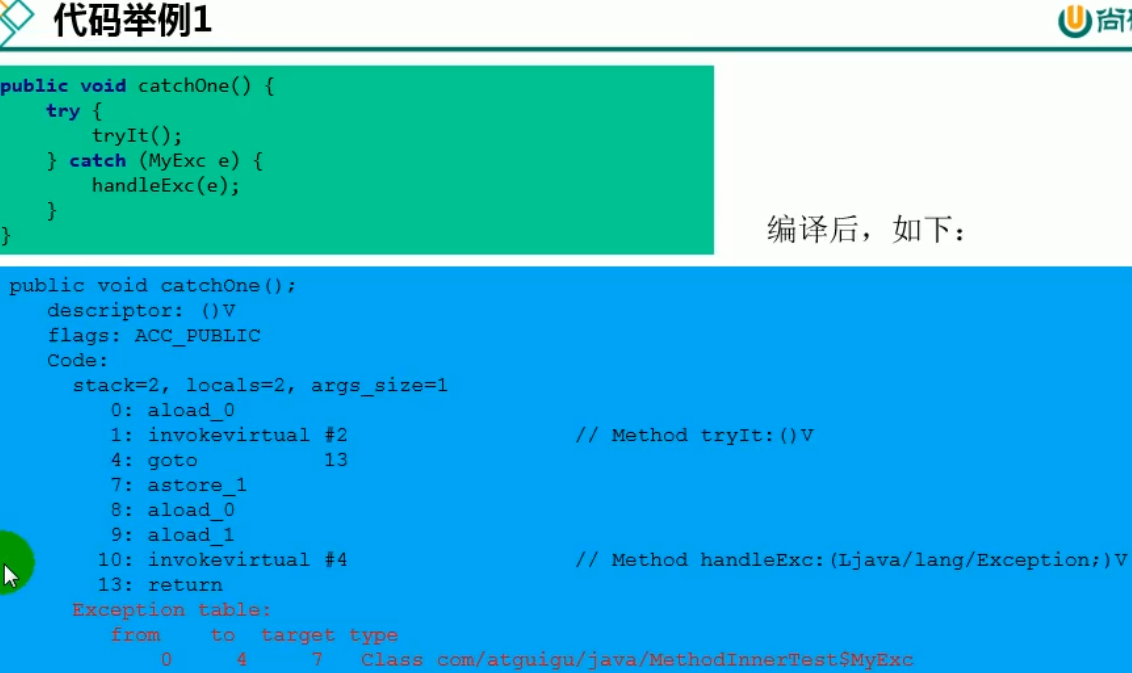 代码举例1
尚
public void catchOne() {
    try {
        tryIt();
    } catch (MyExc e) {
        handleExc(e);
    }
}
编译后，如下：
public void catchOne();
   descriptor: ()V
   flags: ACC_PUBLIC
   Code:
     stack=2, locals=2, args_size=1
        0: aload_0
        1: invokevirtual #2                  // Method tryIt:()V
        4: goto          13
        7: astore_1
        8: aload_0
        9: aload_1
       10: invokevirtual #4                  // Method handleExc:(Ljava/lang/Exception;)V
       13: return
     Exception table:
        from    to  target type
            0     4     7   Class com/atguigu/java/MethodInnerTest$MyExc